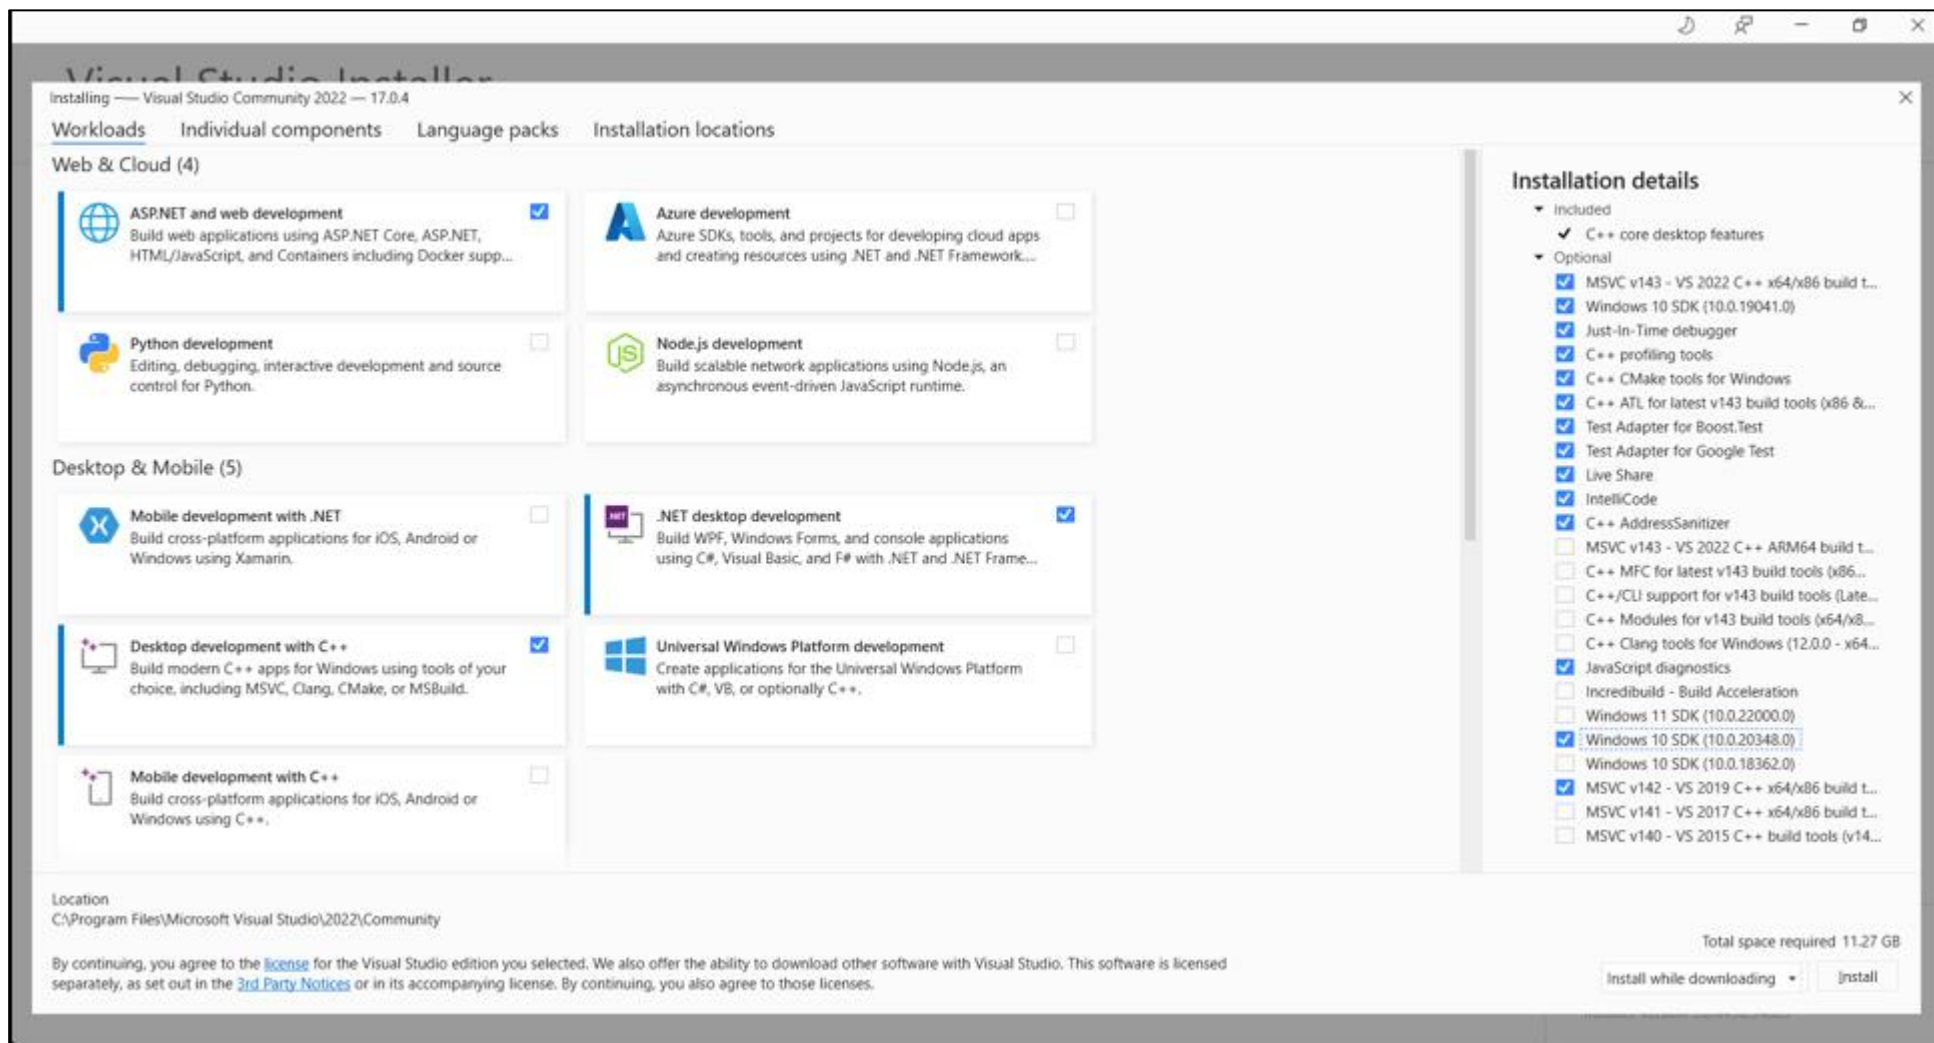 Visual Studio Installer
Installing — Visual Studio Community 2022 — 17.0.4
Workloads Individual components Language packs Installation locations
Web & Cloud (4)
ASP.NET and web development
Build web applications using ASP.NET Core, ASP.NET,
HTML/JavaScript, and Containers including Docker supp...
Azure development
Azure SDKs, tools, and projects for developing cloud apps
and creating resources using .NET and .NET Framework....
Python development
Editing, debugging, interactive development and source
control for Python.
Node.js development
Build scalable network applications using Node.js, an
asynchronous event-driven JavaScript runtime.
Desktop & Mobile (5)
Mobile development with .NET
Build cross-platform applications for iOS, Android or
Windows using Xamarin.
.NET desktop development
Build WPF, Windows Forms, and console applications
using C#, Visual Basic, and F# with .NET and .NET Frame...
Desktop development with C++
Build modern C++ apps for Windows using tools of your
choice, including MSVC, Clang, CMake, or MSBuild.
Universal Windows Platform development
Create applications for the Universal Windows Platform
with C#, VB, or optionally C++.
Mobile development with C++
Build cross-platform applications for iOS, Android or
Windows using C++.
Installation details
Included
C++ core desktop features
Optional
MSVC v143 - VS 2022 C++ x64/x86 build t...
Windows 10 SDK (10.0.19041.0)
Just-In-Time debugger
C++ profiling tools
C++ CMake tools for Windows
C++ ATL for latest v143 build tools (x86 &...
Test Adapter for Boost.Test
Test Adapter for Google Test
Live Share
IntelliCode
C++ AddressSanitizer
MSVC v143 - VS 2022 C++ ARM64 build t...
C++ MFC for latest v143 build tools (x86...
C++/CLI support for v143 build tools (Late...
C++ Modules for v143 build tools (x64/x8...
C++ Clang tools for Windows (12.0.0 - x64...
JavaScript diagnostics
Incredibuild - Build Acceleration
Windows 11 SDK (10.0.22000.0)
Windows 10 SDK (10.0.20348.0)
Windows 10 SDK (10.0.18362.0)
MSVC v142 - VS 2019 C++ x64/x86 build t...
MSVC v141 - VS 2017 C++ x64/x86 build t...
MSVC v140 - VS 2015 C++ build tools (v14...
Location
C:\Program Files\Microsoft Visual Studio\2022\Community
By continuing, you agree to the license for the Visual Studio edition you selected. We also offer the ability to download other software with Visual Studio. This software is licensed
separately, as set out in the 3rd Party Notices or in its accompanying license. By continuing, you also agree to those licenses.
Total space required 11.27 GB
Install while downloading Install